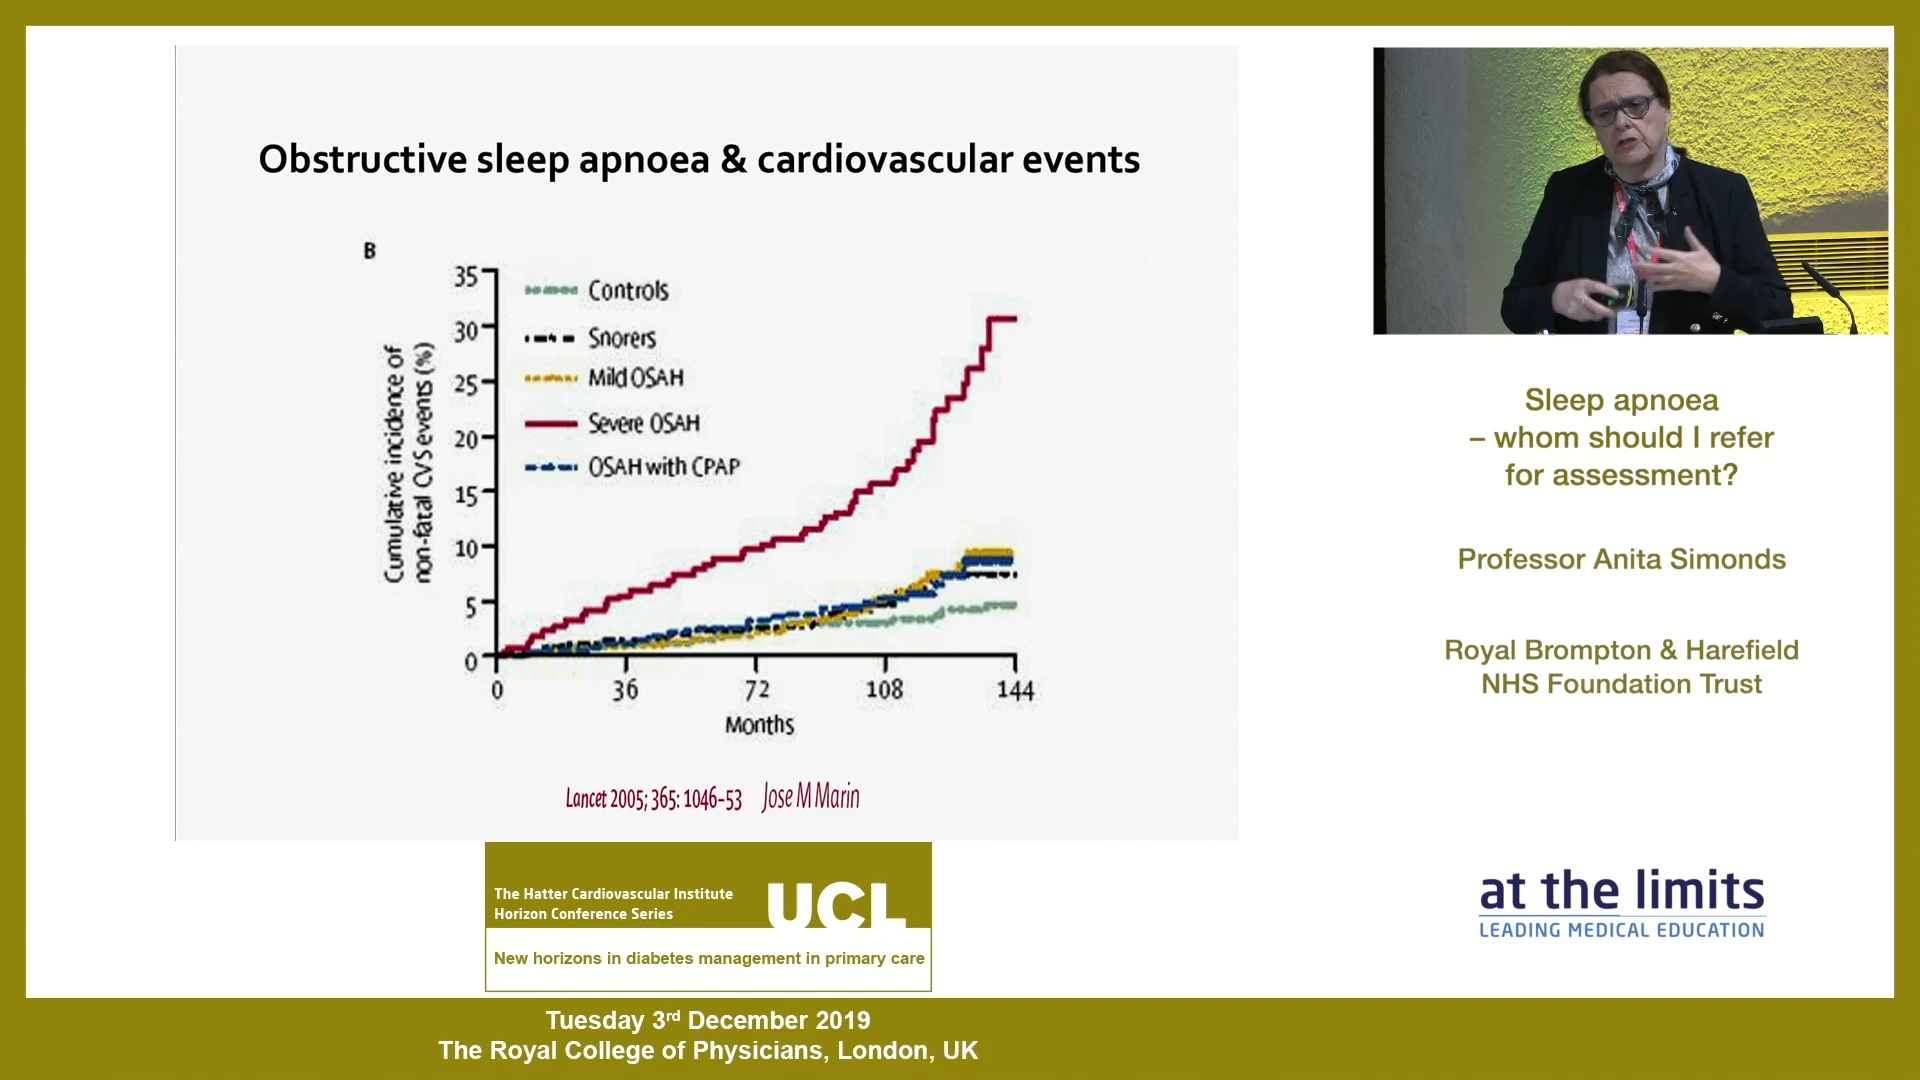 Obstructive sleep apnoea & cardiovascular events
B
Cumulative incidence of
non-fatal CVS events (%)
35
30
25
20
15
10
5
0
Controls
Snorers
Mild OSAH
Severe OSAH
OSAH with CPAP
0 36 72 108 144
Months
Lancet 2005; 365: 1046–53 Jose M Marin
Sleep apnoea
– whom should I refer
for assessment?
Professor Anita Simonds
Royal Brompton & Harefield
NHS Foundation Trust
The Hatter Cardiovascular Institute
Horizon Conference Series
UCL
New horizons in diabetes management in primary care
at the limits
LEADING MEDICAL EDUCATION
Tuesday 3rd December 2019
The Royal College of Physicians, London, UK